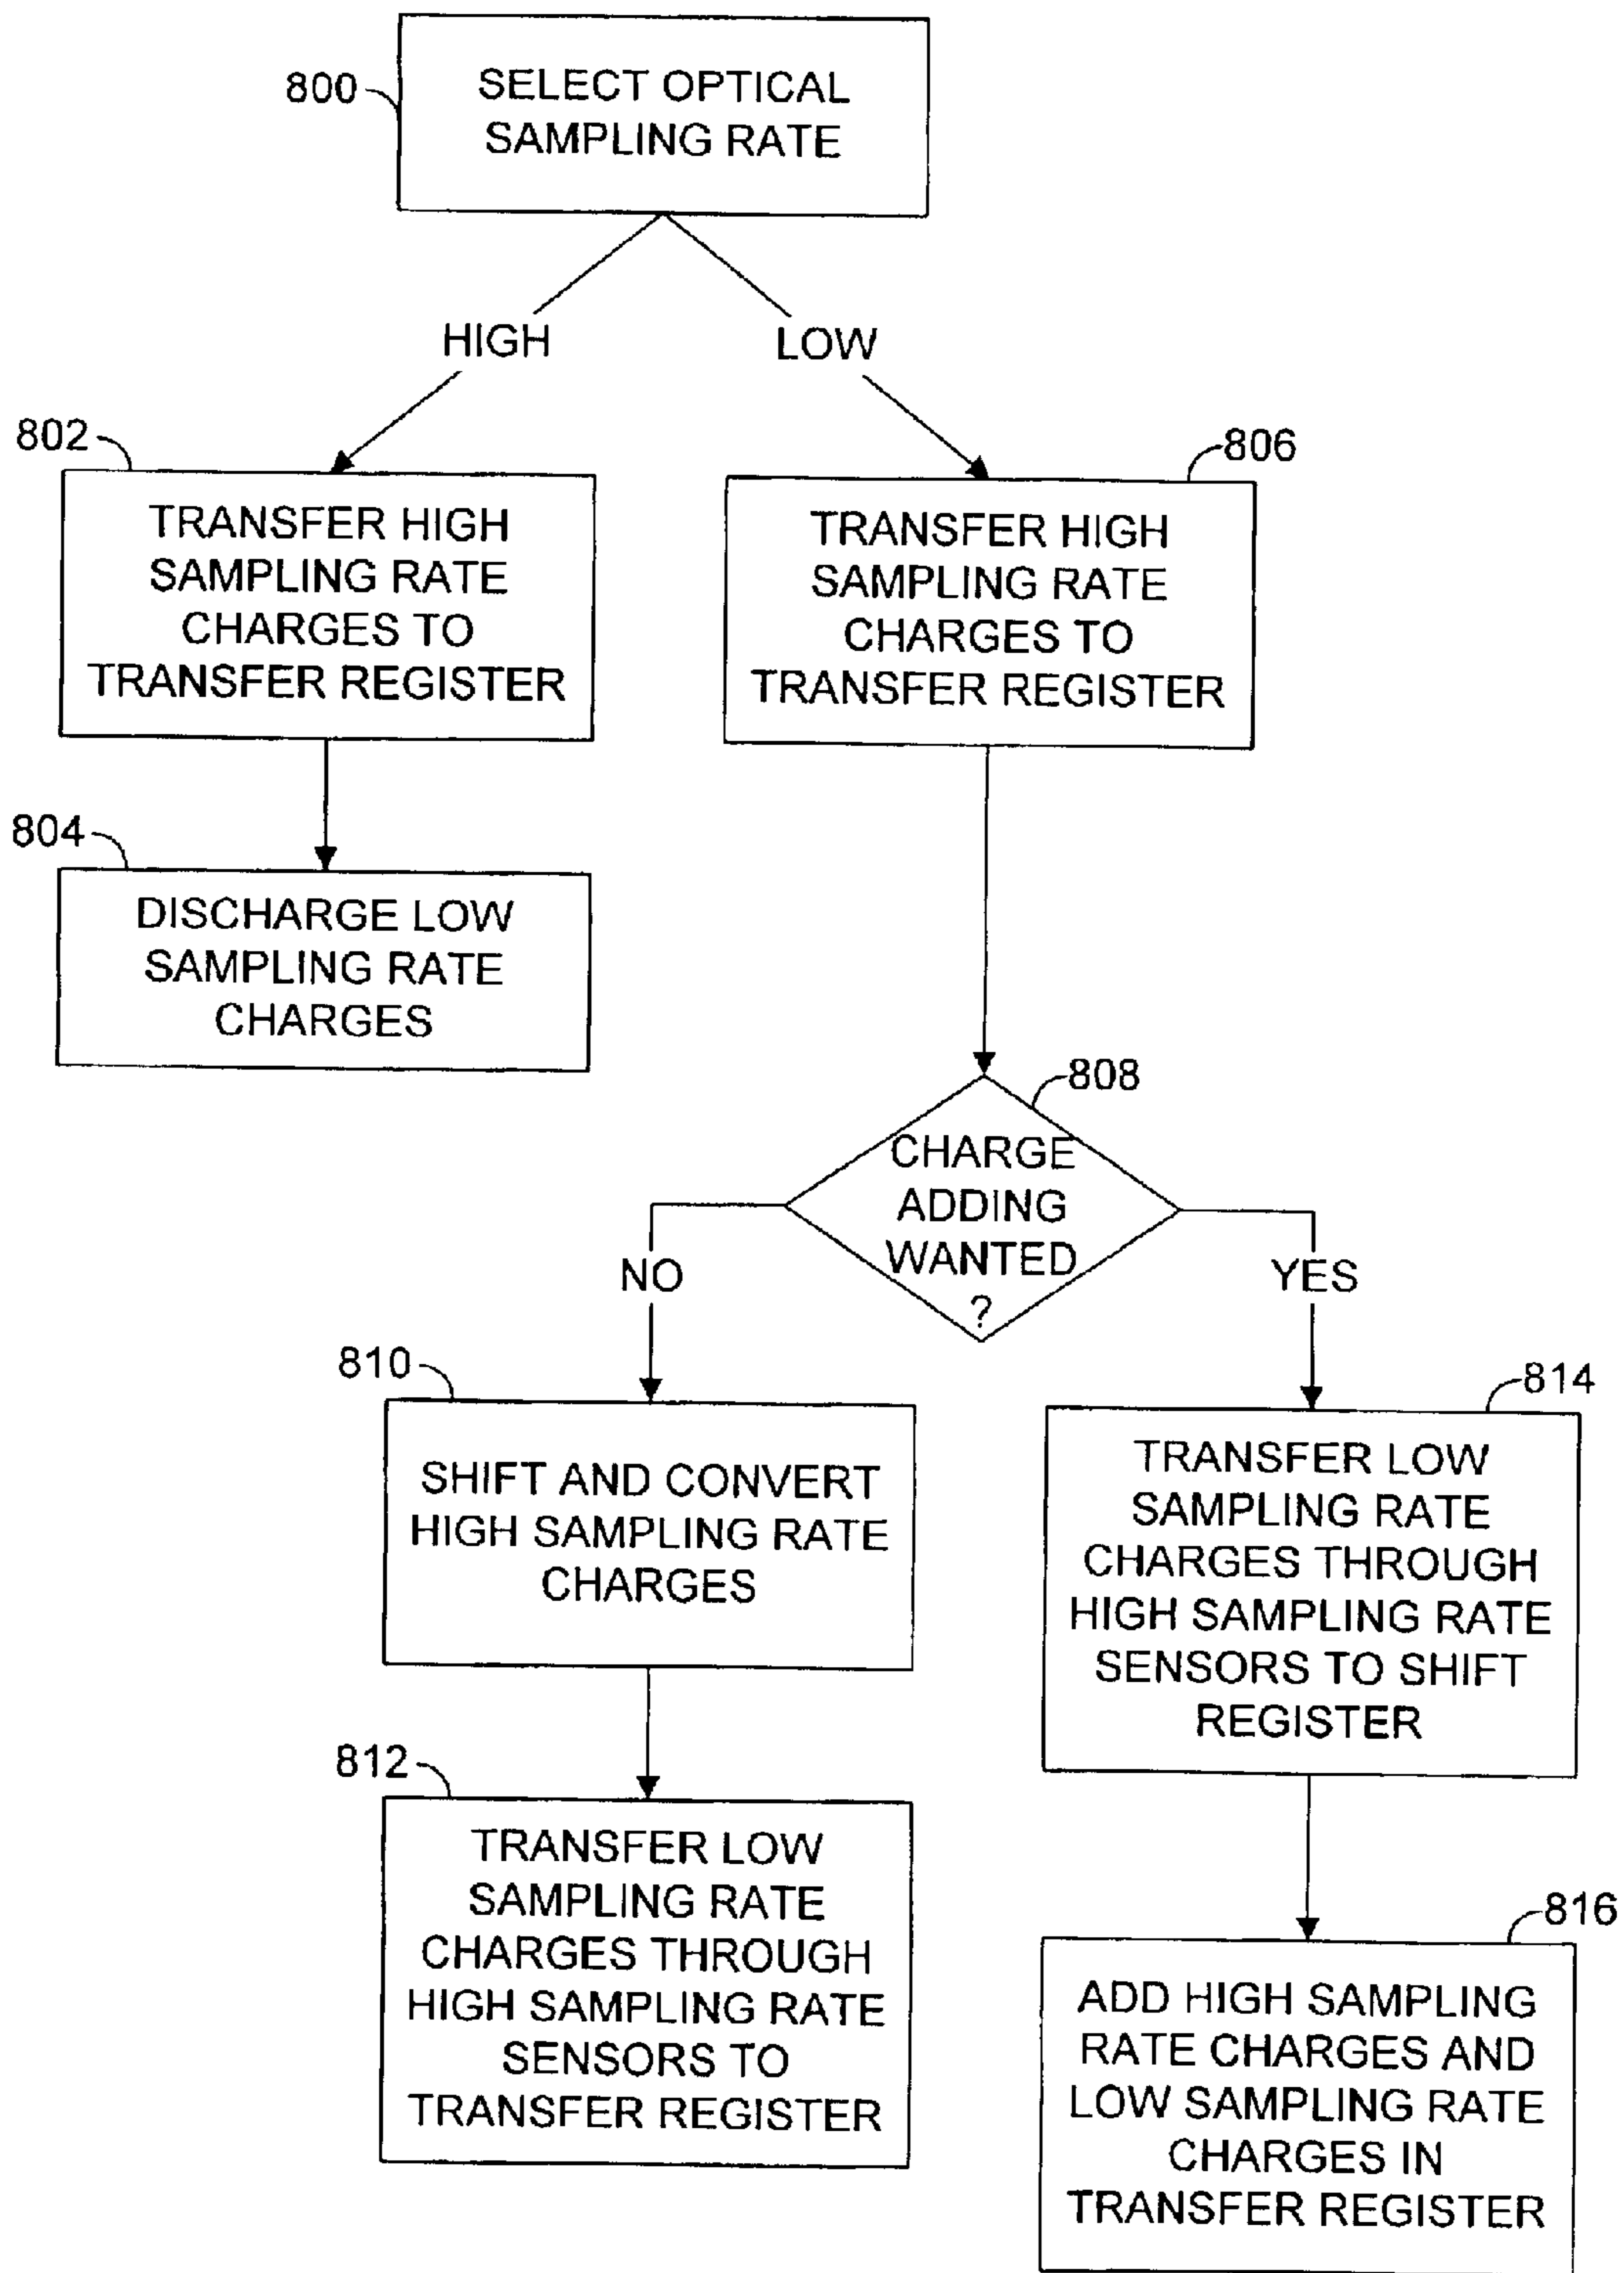 800
SELECT OPTICAL
SAMPLING RATE
HIGH
LOW
802
TRANSFER HIGH
SAMPLING RATE
CHARGES TO
TRANSFER REGISTER
806
TRANSFER HIGH
SAMPLING RATE
CHARGES TO
TRANSFER REGISTER
804
DISCHARGE LOW
SAMPLING RATE
CHARGES
808
CHARGE
ADDING
WANTED
?
NO
YES
810
SHIFT AND CONVERT
HIGH SAMPLING RATE
CHARGES
814
TRANSFER LOW
SAMPLING RATE
CHARGES THROUGH
HIGH SAMPLING RATE
SENSORS TO SHIFT
REGISTER
812
TRANSFER LOW
SAMPLING RATE
CHARGES THROUGH
HIGH SAMPLING RATE
SENSORS TO
TRANSFER REGISTER
816
ADD HIGH SAMPLING
RATE CHARGES AND
LOW SAMPLING RATE
CHARGES IN
TRANSFER REGISTER